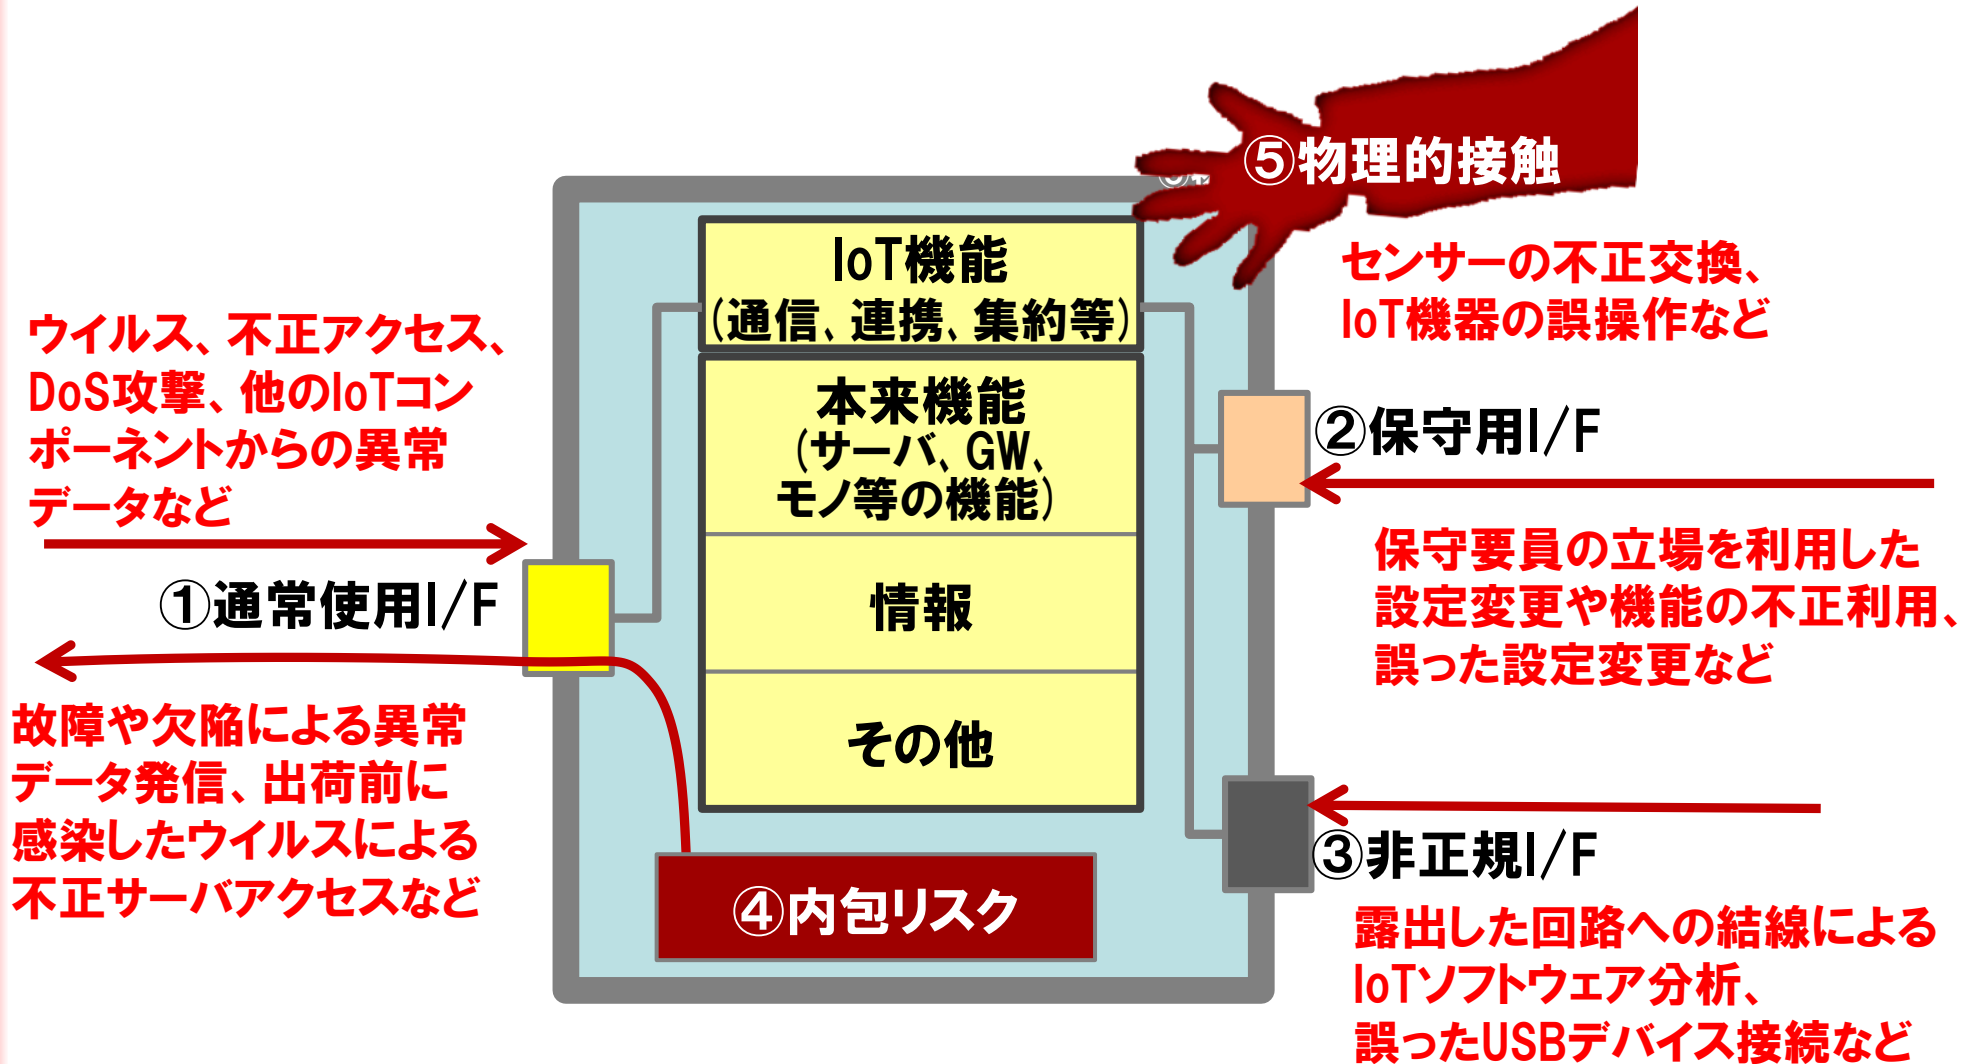 ⑤物理的接触
センサーの不正交換、
IoT機器の誤操作など
IoT機能
(通信、連携、集約等)
本来機能
(サーバ、GW、
モノ等の機能)
情報
その他
④内包リスク
ウイルス、不正アクセス、
DoS攻撃、他のIoTコン
ポーネントからの異常
データなど
①通常使用I/F
故障や欠陥による異常
データ発信、出荷前に
感染したウイルスによる
不正サーバアクセスなど
②保守用I/F
保守要員の立場を利用した
設定変更や機能の不正利用、
誤った設定変更など
③非正規I/F
露出した回路への結線による
IoTソフトウェア分析、
誤ったUSBデバイス接続など